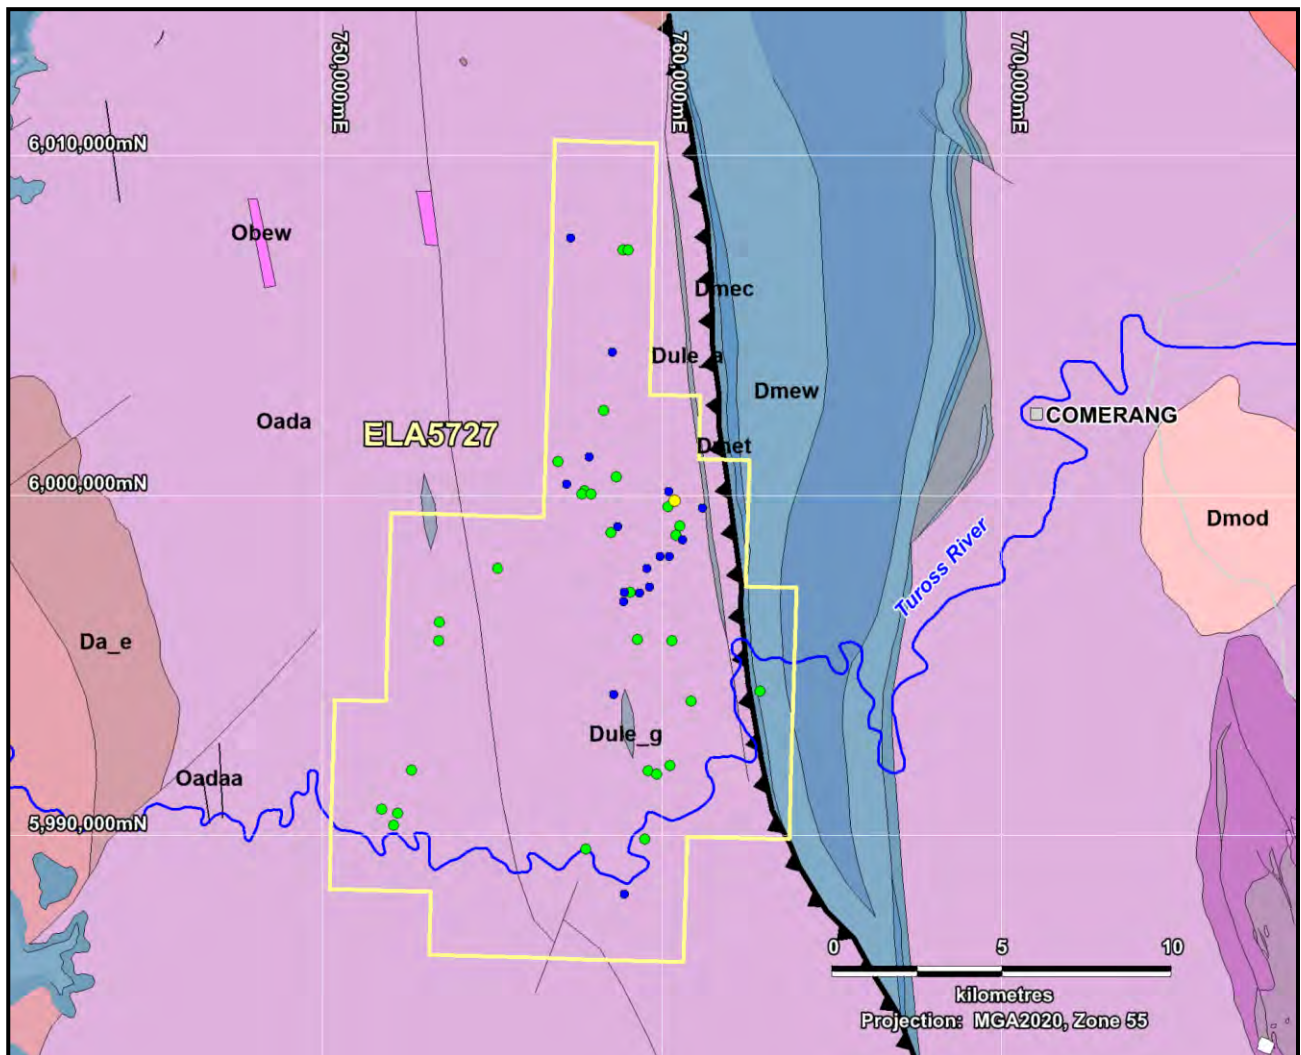 750,000mE
760,000mE
770,000mE
6,010,000mN
Obew
Dmec
Dule_a
Dmew
Oada
ELA5727
COMERANG
Dmet
6,000,000mN
Dmod
Tuross River
Da_e
Dule_g
Oadaa
5,990,000mN
0 5 10
kilometres
Projection: MGA2020, Zone 55